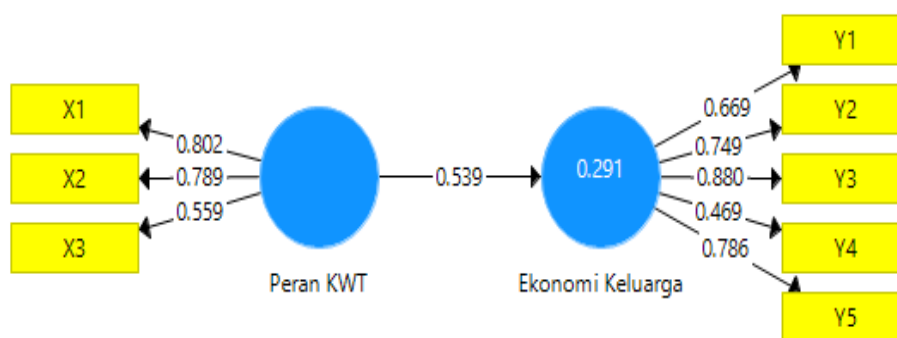 X1
X2
X3
0.802
0.789
0.559
Peran KWT
0.539
0.291
Ekonomi Keluarga
0.669
0.749
0.880
0.469
0.786
Y1
Y2
Y3
Y4
Y5